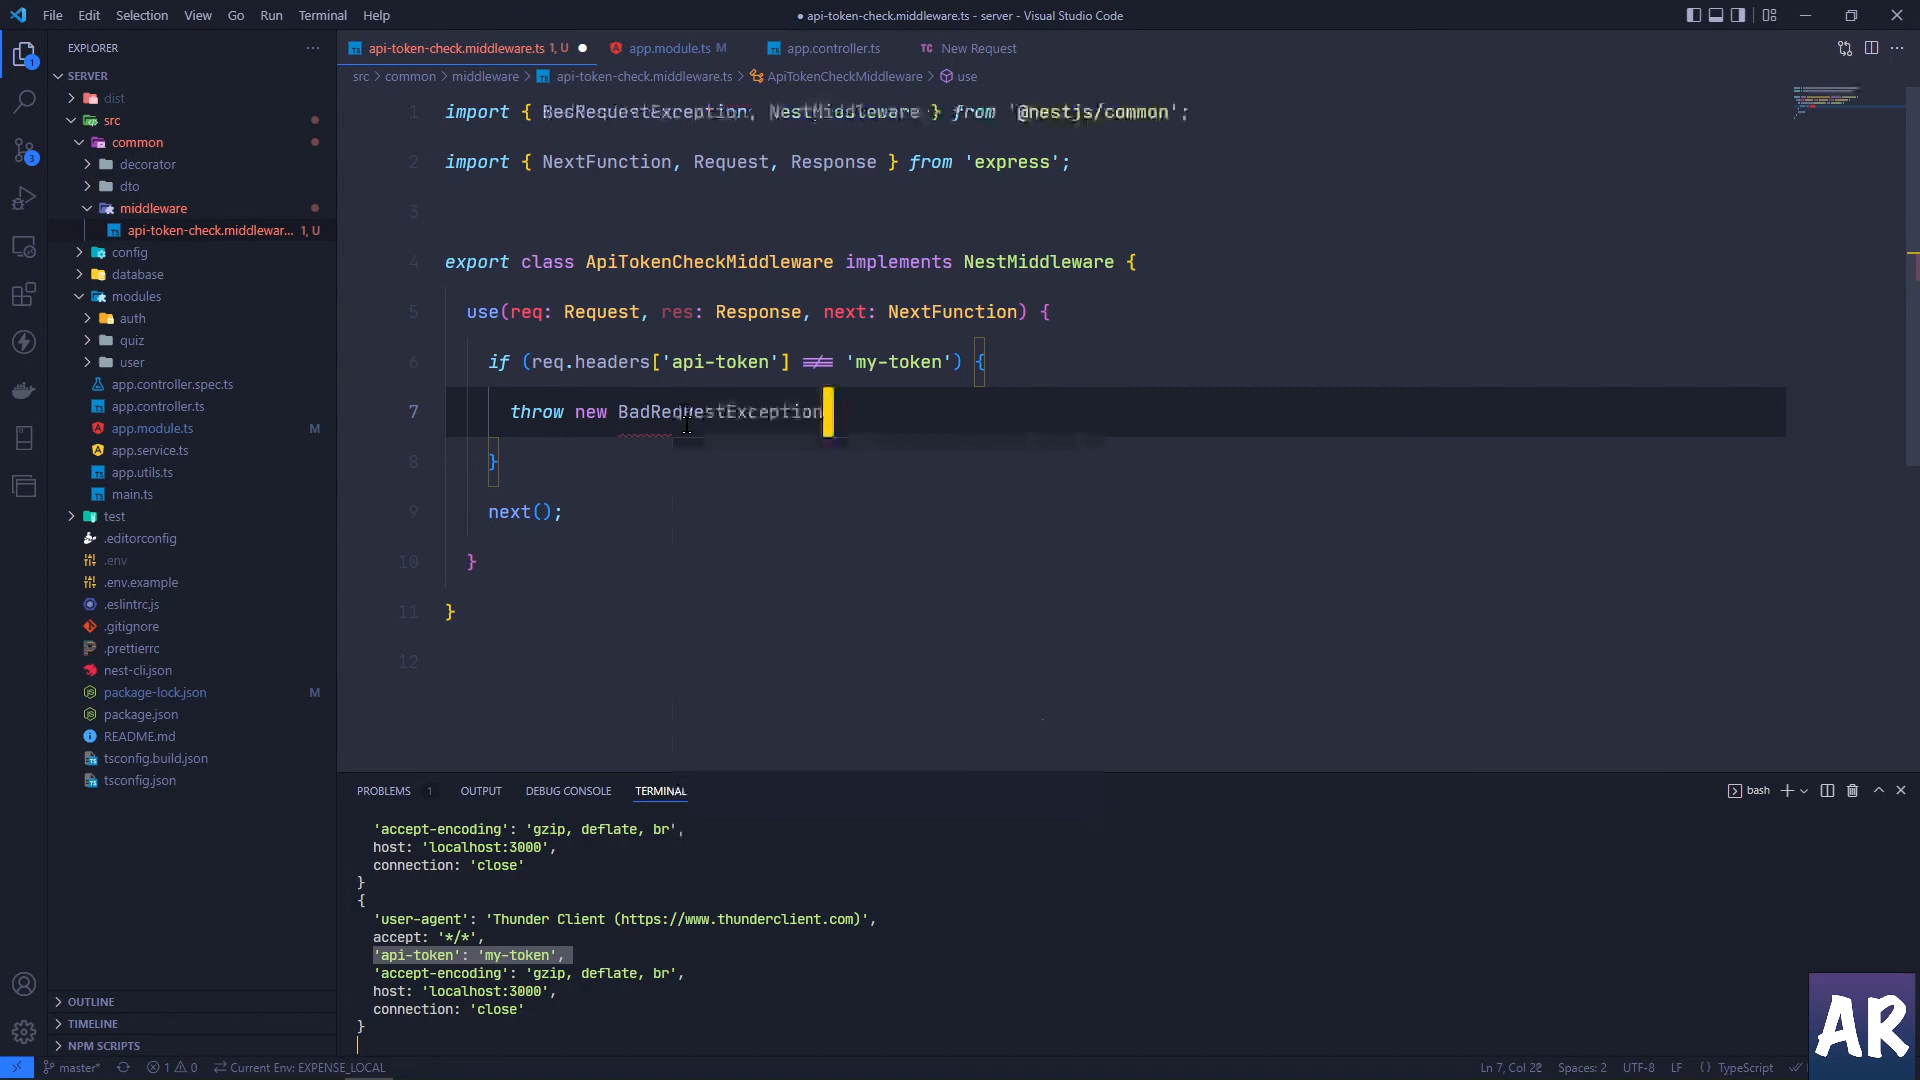 File Edit Selection View Go Run Terminal Help
● api-token-check.middleware.ts - server - Visual Studio Code
EXPLORER
api-token-check.middleware.ts 1, U
app.module.ts M
app.controller.ts
TC New Request
SERVER
src > common > middleware > api-token-check.middleware.ts > ApiTokenCheckMiddleware > use
dist
src
common
decorator
dto
middleware
api-token-check.middlewar... 1, U
config
database
modules
auth
quiz
user
app.controller.spec.ts
app.controller.ts
app.module.ts M
app.service.ts
app.utils.ts
main.ts
test
.editorconfig
.env
.env.example
.eslintrc.js
.gitignore
.prettierrc
nest-cli.json
package-lock.json M
package.json
README.md
tsconfig.build.json
tsconfig.json
OUTLINE
TIMELINE
NPM SCRIPTS
1 import { BadRequestException, NestMiddleware } from '@nestjs/common';
2 import { NextFunction, Request, Response } from 'express';
3
4 export class ApiTokenCheckMiddleware implements NestMiddleware {
5 use(req: Request, res: Response, next: NextFunction) {
6 if (req.headers['api-token'] !== 'my-token') {
7 throw new BadRequestException
8 }
9 next();
10 }
11 }
12
PROBLEMS 1 OUTPUT DEBUG CONSOLE TERMINAL
bash
'accept-encoding': 'gzip, deflate, br',
host: 'localhost:3000',
connection: 'close'
}
{
'user-agent': 'Thunder Client (https://www.thunderclient.com)',
accept: '*/*',
'api-token': 'my-token',
'accept-encoding': 'gzip, deflate, br',
host: 'localhost:3000',
connection: 'close'
}
AR
master* 1 0 Current Env: EXPENSE_LOCAL
Ln 7, Spaces: 2 UTF-8 LF {} TypeScript